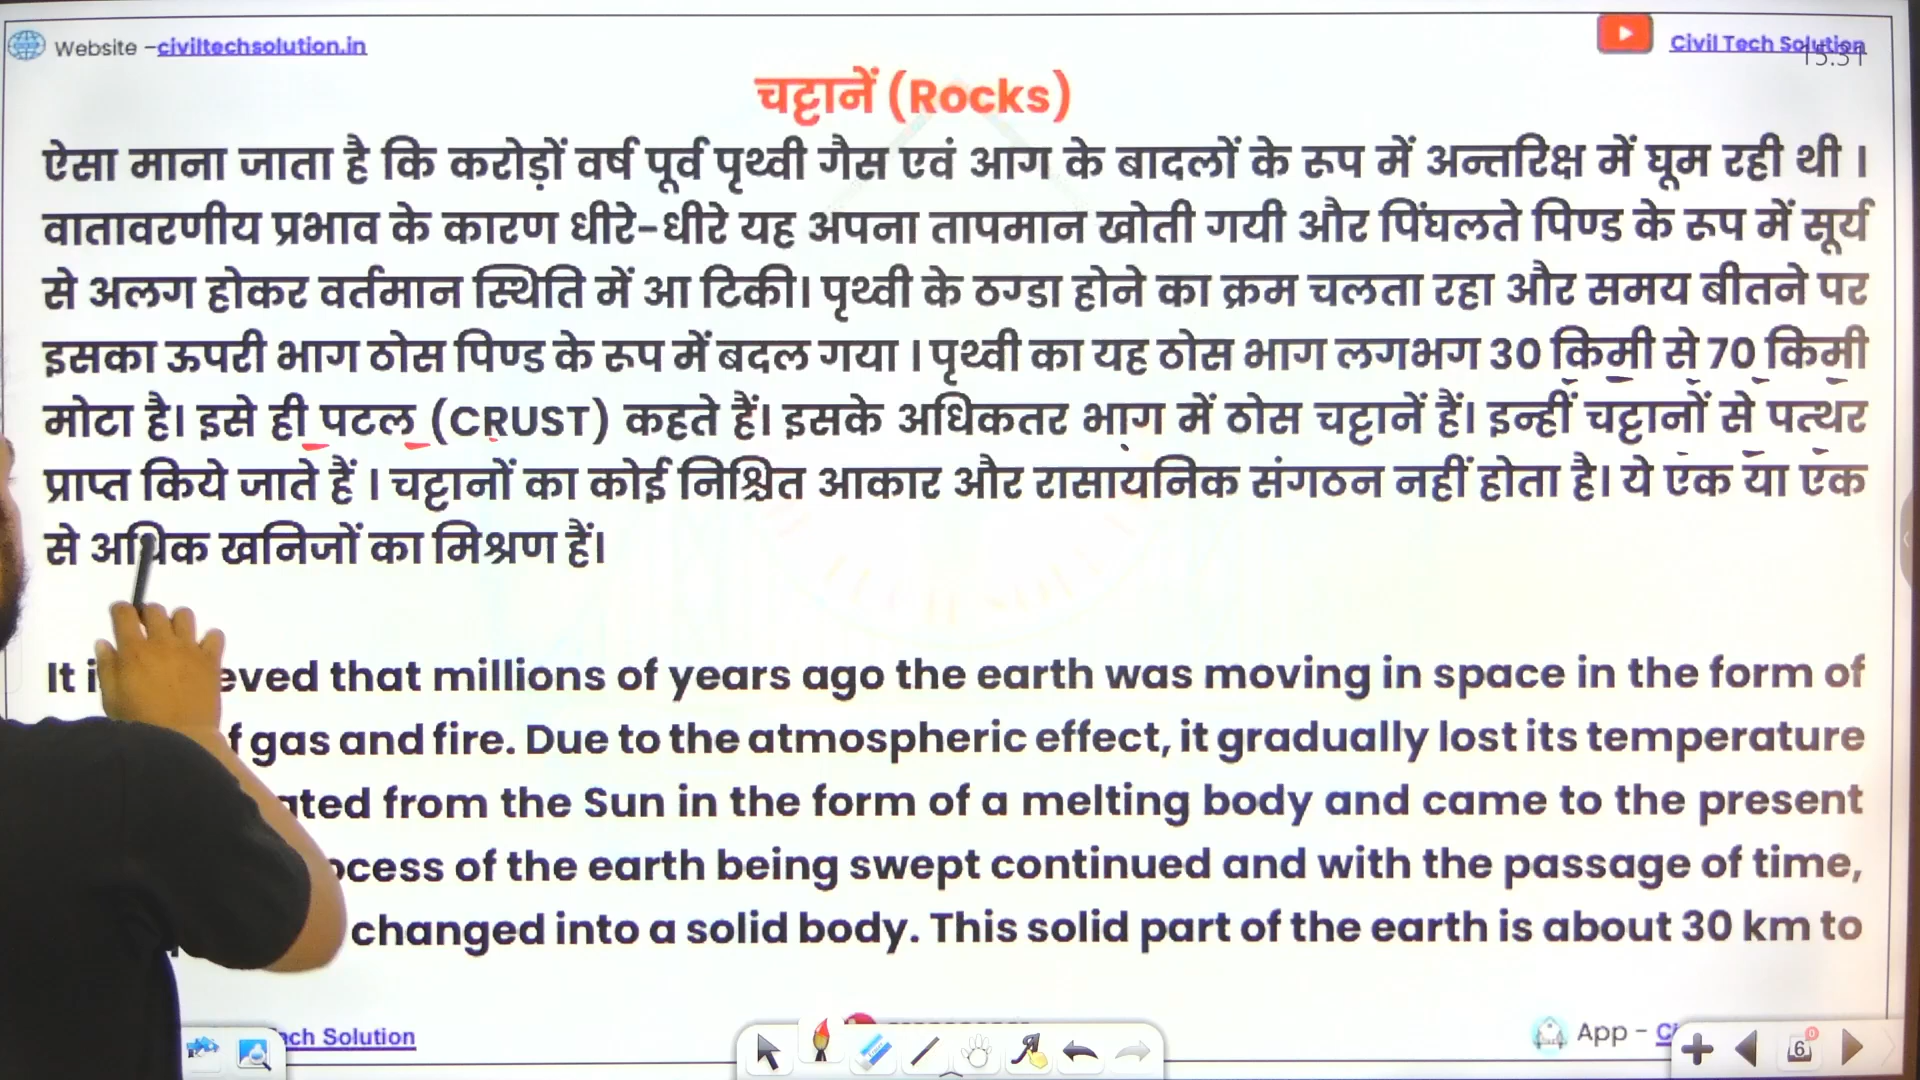 Website –civiltechsolution.in
Civil Tech Solution
15:31
चट्टानें (Rocks)
ऐसा माना जाता है कि करोड़ों वर्ष पूर्व पृथ्वी गैस एवं आग के बादलों के रूप में अन्तरिक्ष में घूम रही थी ।
वातावरणीय प्रभाव के कारण धीरे-धीरे यह अपना तापमान खोती गयी और पिंघलते पिण्ड के रूप में सूर्य
से अलग होकर वर्तमान स्थिति में आ टिकी। पृथ्वी के ठण्डा होने का क्रम चलता रहा और समय बीतने पर
इसका ऊपरी भाग ठोस पिण्ड के रूप में बदल गया । पृथ्वी का यह ठोस भाग लगभग 30 किमी से 70 किमी
मोटा है। इसे ही पटल (CRUST) कहते हैं। इसके अधिकतर भाग में ठोस चट्टानें हैं। इन्हीं चट्टानों से पत्थर
प्राप्त किये जाते हैं । चट्टानों का कोई निश्चित आकार और रासायनिक संगठन नहीं होता है। ये एक या एक
से अधिक खनिजों का मिश्रण हैं।
It that millions of years ago the earth was moving in space in the form of
gas and fire. Due to the atmospheric effect, it gradually lost its temperature
from the Sun in the form of a melting body and came to the present
of the earth being swept continued and with the passage of time,
changed into a solid body. This solid part of the earth is about 30 km to
Solution
App –
6